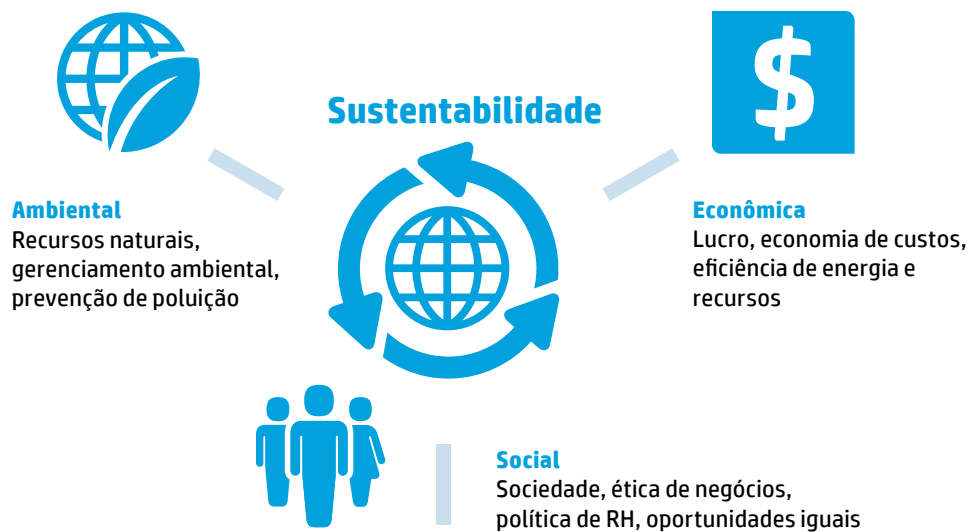 Sustentabilidade
Ambiental
Recursos naturais,
gerenciamento ambiental,
prevenção de poluição
$
Econômica
Lucro, economia de custos,
eficiência de energia e
recursos
Social
Sociedade, ética de negócios,
política de RH, oportunidades iguais